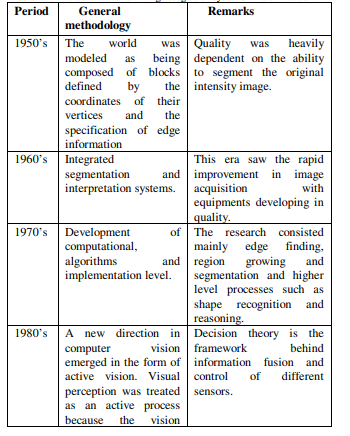 Period General methodology Remarks
1950's The world was modeled as being composed of blocks defined by the coordinates of their vertices and the specification of edge information
Quality was heavily dependent on the ability to segment the original intensity image.
1960's Integrated segmentation and interpretation systems.
This era saw the rapid improvement in image acquisition with equipments developing in quality.
1970's Development of computational, algorithms and implementation level.
The research consisted mainly edge finding, region growing and segmentation and higher level processes such as shape recognition and reasoning.
1980's A new direction in computer vision emerged in the form of active vision. Visual perception was treated as an active process because the vision
Decision theory is the framework behind information fusion and control of different sensors.